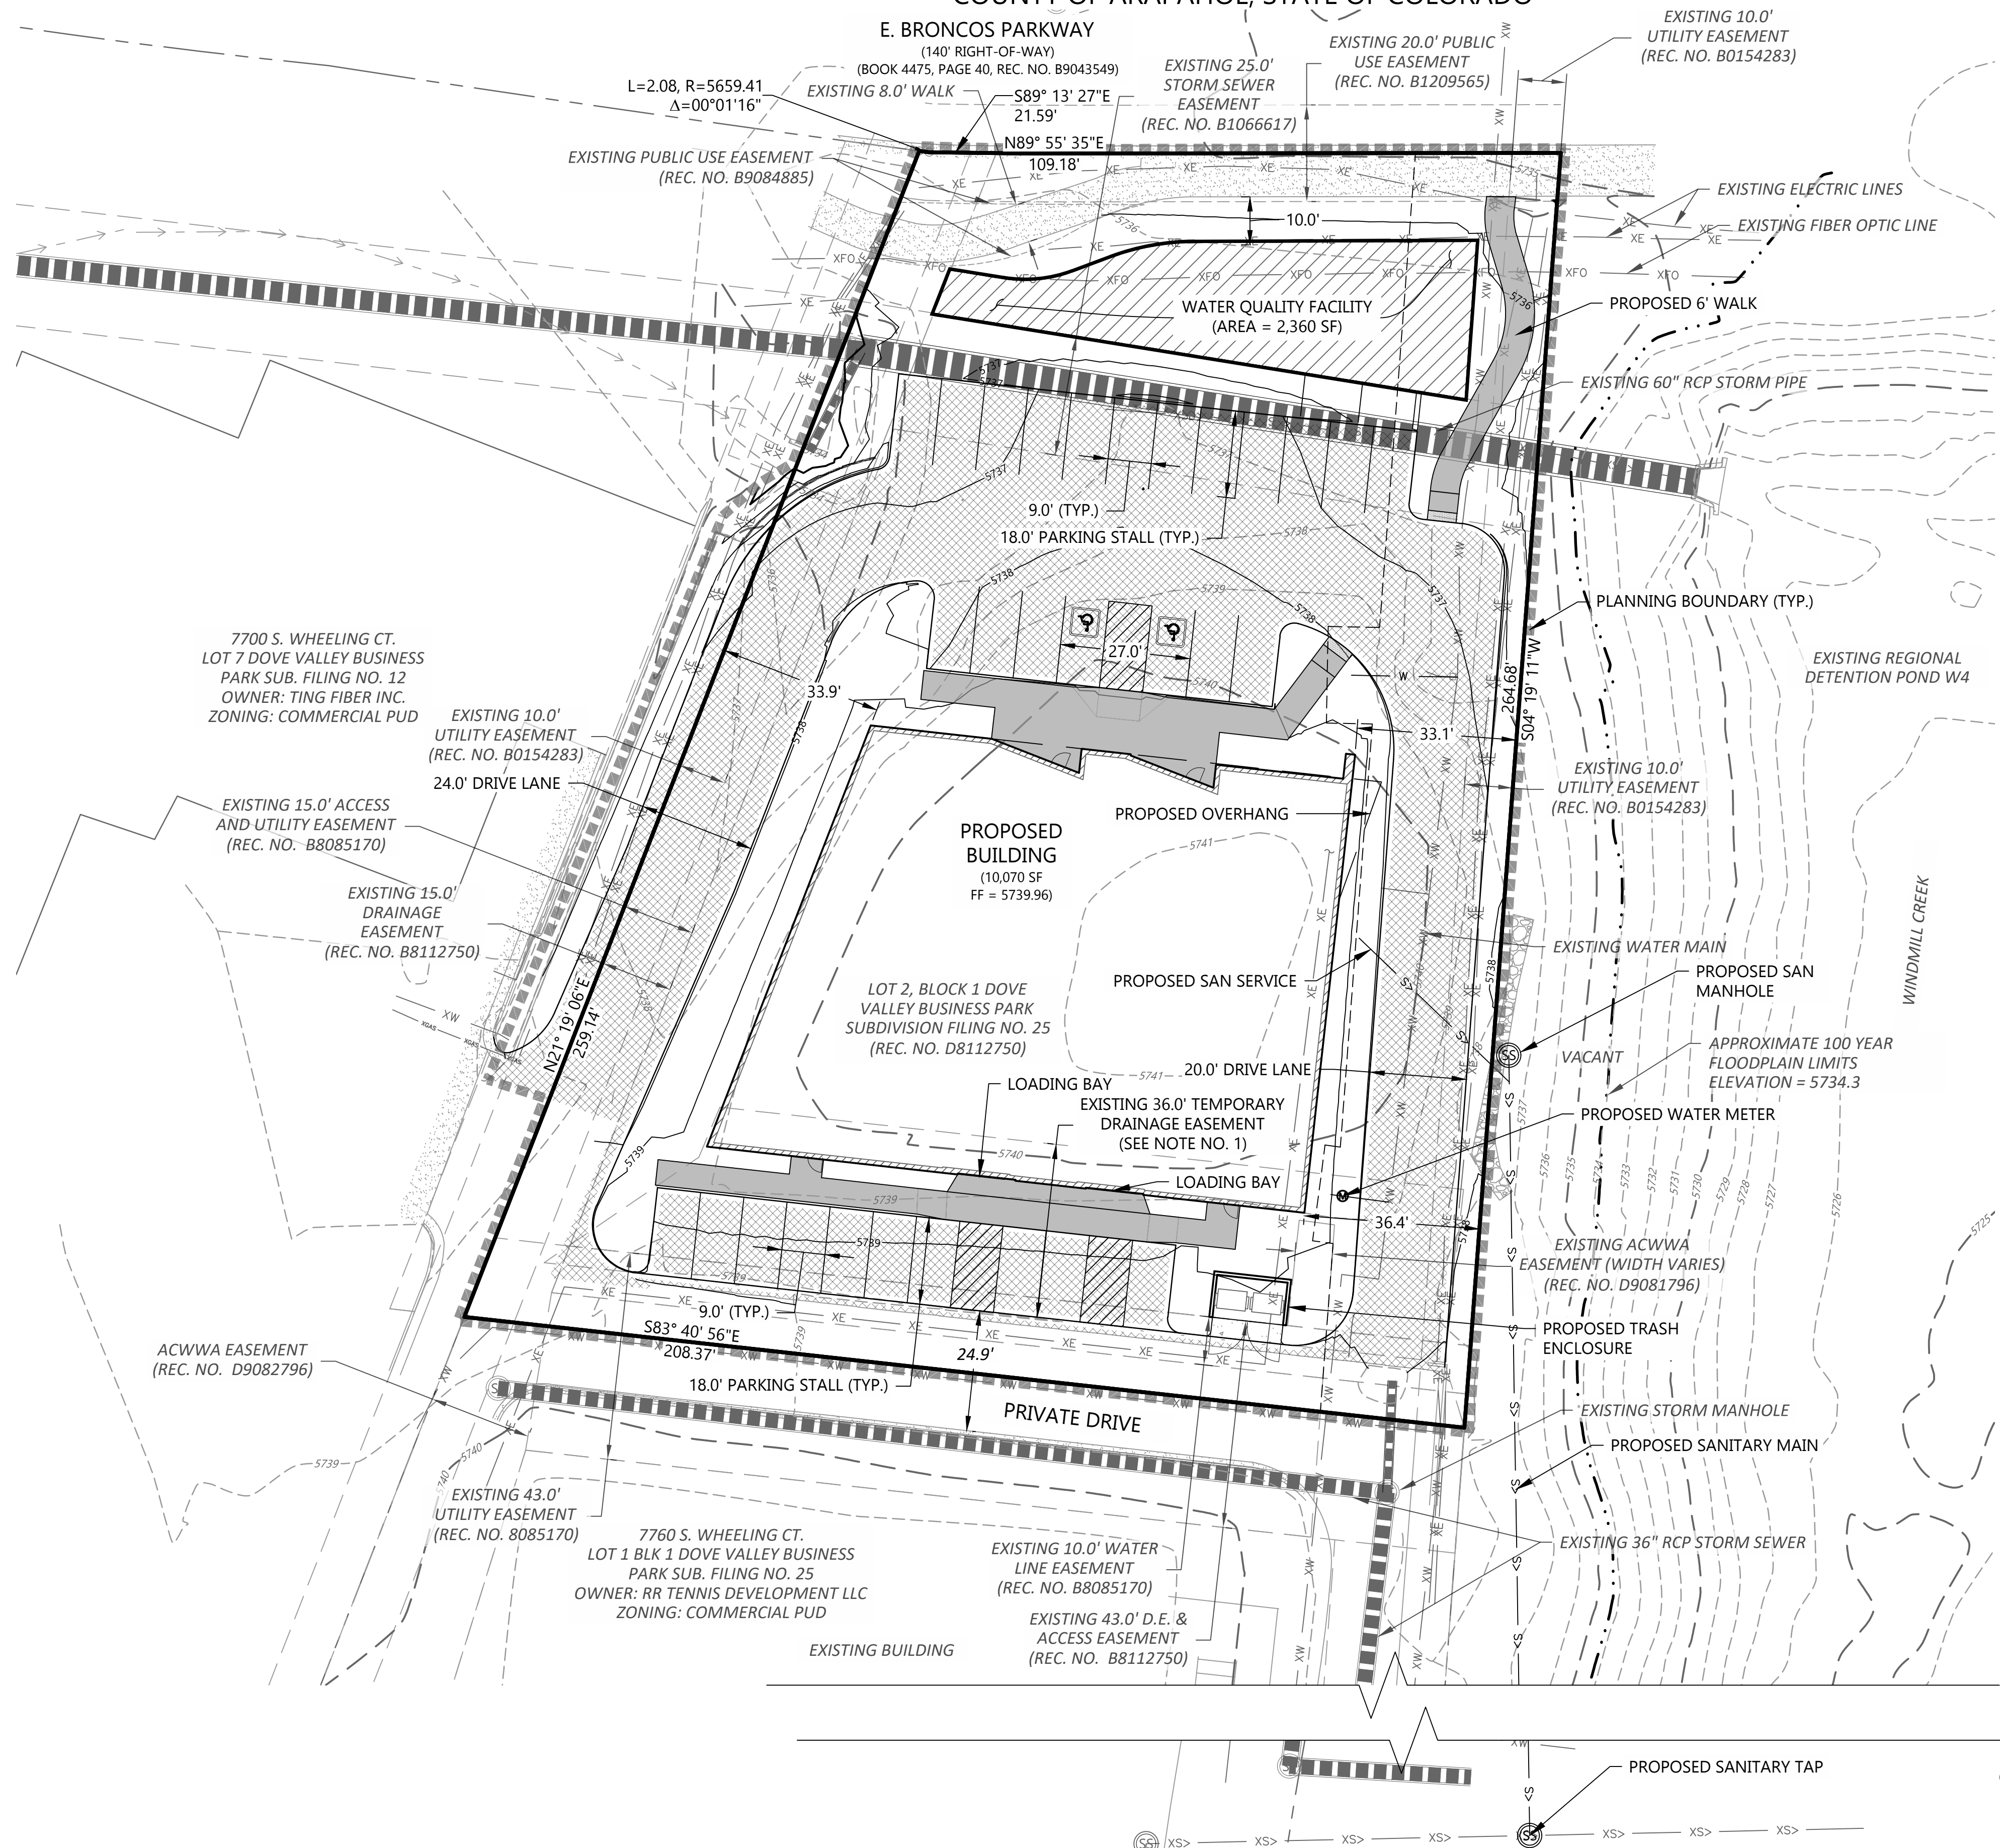 COUNTY OF ARAPAHOE, STATE OF COLORADO
E. BRONCOS PARKWAY
(140' RIGHT-OF-WAY)
(BOOK 4475, PAGE 40, REC. NO. B9043549)
EXISTING 10.0'
UTILITY EASEMENT
(REC. NO. B0154283)
EXISTING 20.0' PUBLIC
USE EASEMENT
(REC. NO. B1209565)
EXISTING 25.0'
STORM SEWER
EASEMENT
(REC. NO. B1066617)
L=2.08, R=5659.41
Δ=00°01'16"
EXISTING 8.0' WALK
S89° 13' 27"E
21.59'
N89° 55' 35"E
109.18'
EXISTING PUBLIC USE EASEMENT
(REC. NO. B9084885)
EXISTING ELECTRIC LINES
EXISTING FIBER OPTIC LINE
10.0'
WATER QUALITY FACILITY
(AREA = 2,360 SF)
PROPOSED 6' WALK
EXISTING 60" RCP STORM PIPE
9.0' (TYP.)
18.0' PARKING STALL (TYP.)
PLANNING BOUNDARY (TYP.)
27.0'
7700 S. WHEELING CT.
LOT 7 DOVE VALLEY BUSINESS
PARK SUB. FILING NO. 12
OWNER: TING FIBER INC.
ZONING: COMMERCIAL PUD
EXISTING REGIONAL
DETENTION POND W4
33.9'
264.68'
S04° 19' 11"W
33.1'
EXISTING 10.0'
UTILITY EASEMENT
(REC. NO. B0154283)
24.0' DRIVE LANE
EXISTING 10.0'
UTILITY EASEMENT
(REC. NO. B0154283)
EXISTING 15.0' ACCESS
AND UTILITY EASEMENT
(REC. NO. B8085170)
PROPOSED OVERHANG
PROPOSED
BUILDING
(10,070 SF
FF = 5739.96)
EXISTING 15.0'
DRAINAGE
EASEMENT
(REC. NO. B8112750)
EXISTING WATER MAIN
WINDMILL CREEK
PROPOSED SAN SERVICE
PROPOSED SAN
MANHOLE
LOT 2, BLOCK 1 DOVE
VALLEY BUSINESS PARK
SUBDIVISION FILING NO. 25
(REC. NO. D8112750)
N21° 19' 06"E
259.14'
VACANT
APPROXIMATE 100 YEAR
FLOODPLAIN LIMITS
ELEVATION = 5734.3
20.0' DRIVE LANE
LOADING BAY
EXISTING 36.0' TEMPORARY
DRAINAGE EASEMENT
(SEE NOTE NO. 1)
PROPOSED WATER METER
LOADING BAY
36.4'
EXISTING ACWWA
EASEMENT (WIDTH VARIES)
(REC. NO. D9081796)
9.0' (TYP.)
S83° 40' 56"E
208.37'
24.9'
PROPOSED TRASH
ENCLOSURE
ACWWA EASEMENT
(REC. NO. D9082796)
18.0' PARKING STALL (TYP.)
PRIVATE DRIVE
EXISTING STORM MANHOLE
PROPOSED SANITARY MAIN
EXISTING 43.0'
UTILITY EASEMENT
(REC. NO. 8085170)
7760 S. WHEELING CT.
LOT 1 BLK 1 DOVE VALLEY BUSINESS
PARK SUB. FILING NO. 25
OWNER: RR TENNIS DEVELOPMENT LLC
ZONING: COMMERCIAL PUD
EXISTING 10.0' WATER
LINE EASEMENT
(REC. NO. B8085170)
EXISTING 36" RCP STORM SEWER
EXISTING 43.0' D.E. &
ACCESS EASEMENT
(REC. NO. B8112750)
EXISTING BUILDING
PROPOSED SANITARY TAP